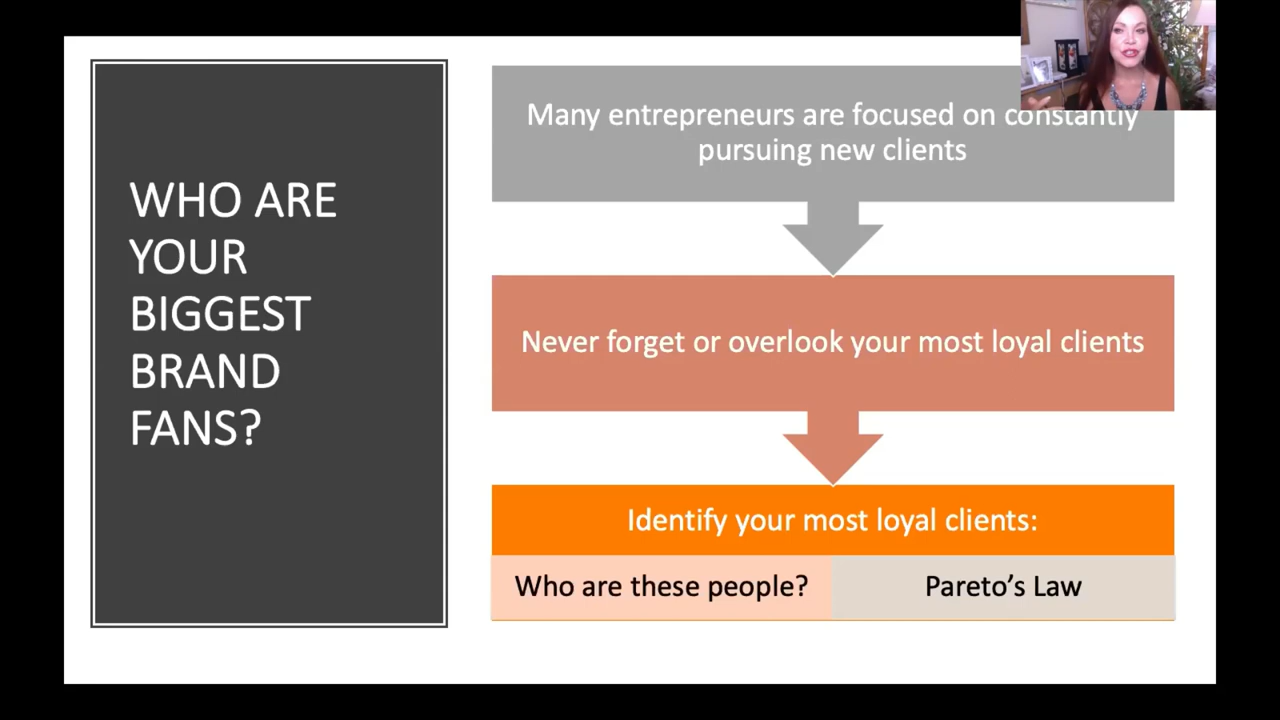 WHO ARE
YOUR
BIGGEST
BRAND
FANS?
Many entrepreneurs are focused on constantly
pursuing new clients
Never forget or overlook your most loyal clients
Identify your most loyal clients:
Who are these people?
Pareto’s Law